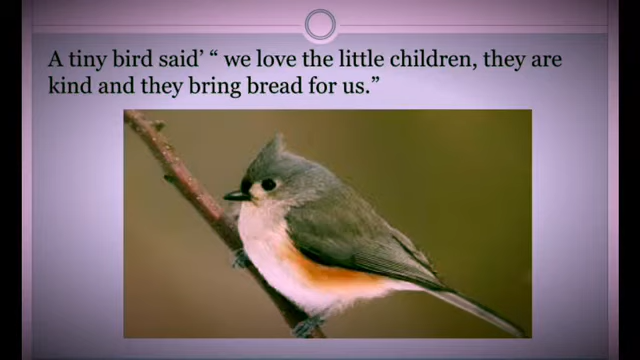 A tiny bird said’ “ we love the little children, they are
kind and they bring bread for us.”